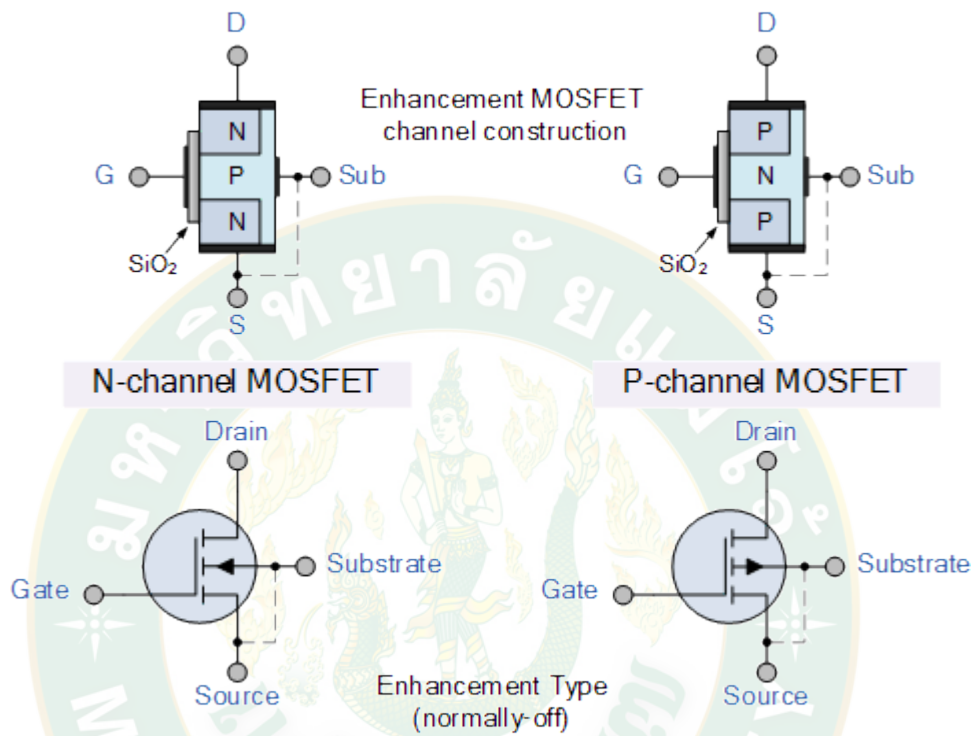 D
D
Enhancement MOSFET
channel construction
N
P
N
G
Sub
SiO₂
S
P
N
P
G
Sub
SiO₂
S
N-channel MOSFET
P-channel MOSFET
Drain
Drain
Gate
Substrate
Source
Gate
Substrate
Source
Enhancement Type
(normally-off)